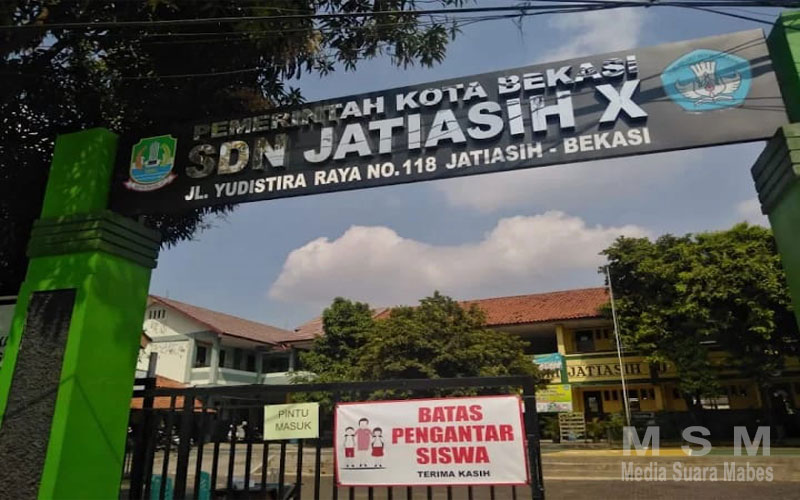 PEMERINTAH KOTA BEKASI
SDN JATIASIH X
JL. YUDISTIRA RAYA NO.118 JATIASIH - BEKASI
JATIASIH
PINTU
MASUK
BATAS
PENGANTAR
SISWA
TERIMA KASIH
MSM
Media Suara Mabes